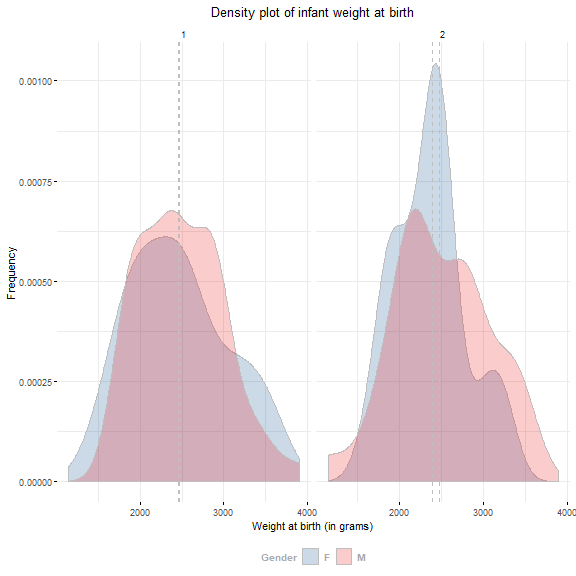 Density plot of infant weight at birth
1
2
Frequency
0.00100
0.00075
0.00050
0.00025
0.00000
2000 3000 4000 2000 3000 4000
Weight at birth (in grams)
Gender F M